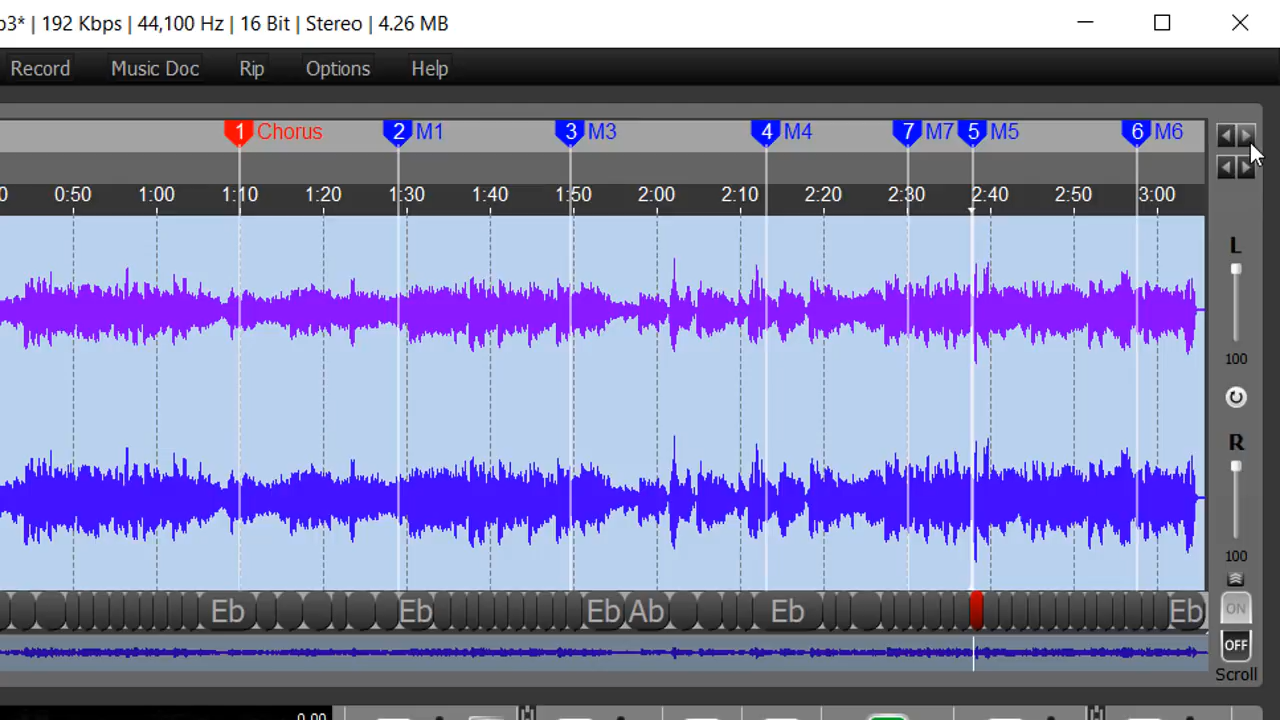 p3* | 192 Kbps | 44,100 Hz | 16 Bit | Stereo | 4.26 MB
Record Music Doc Rip Options Help
1 Chorus 2 M1 3 M3 4 M4 7 M7 5 M5 6 M6
0 0:50 1:00 1:10 1:20 1:30 1:40 1:50 2:00 2:10 2:20 2:30 2:40 2:50 3:00
L
100
R
100
Eb Eb Eb Ab Eb Eb
ON
OFF
Scroll
0.00